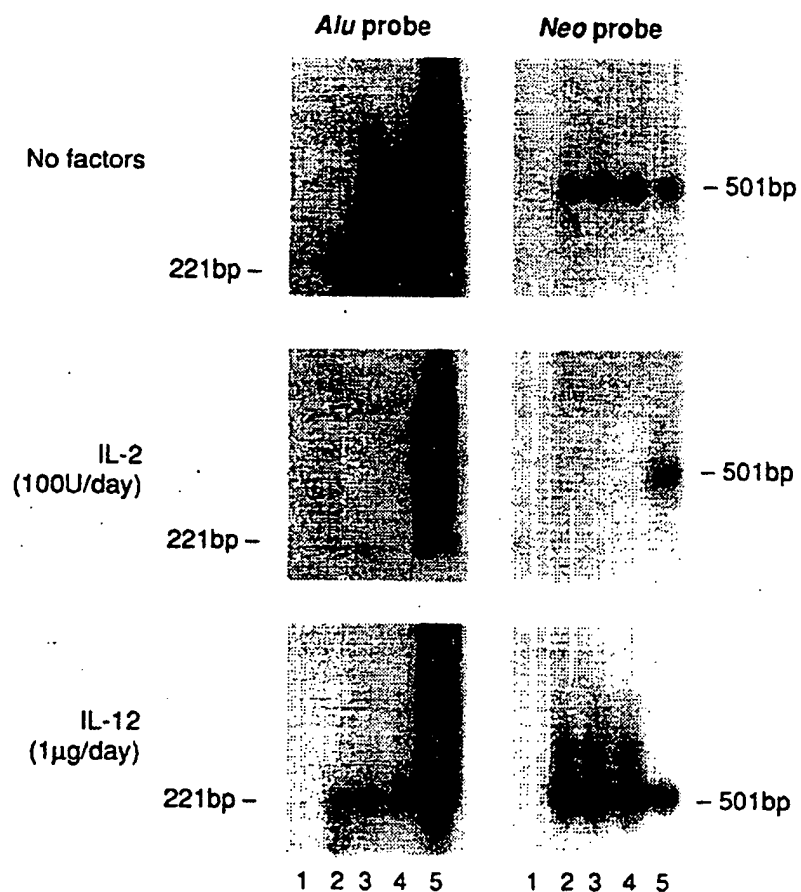 Alu probe Neo probe
No factors
221bp – – 501bp
IL-2
(100U/day)
221bp – – 501bp
IL-12
(1µg/day)
221bp – – 501bp
1 2 3 4 5 1 2 3 4 5